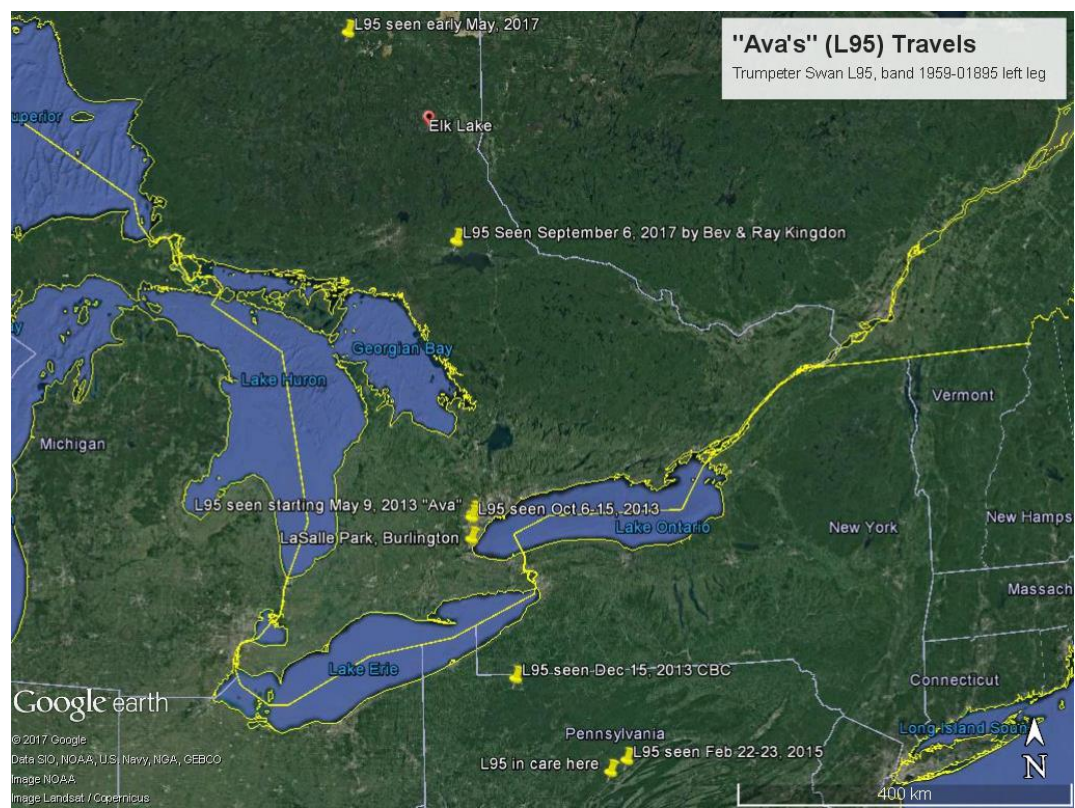 L95 seen early May, 2017
"Ava's" (L95) Travels
Trumpeter Swan L95, band 1959-01895 left leg
uperior
Elk Lake
L95 Seen September 6, 2017 by Bev & Ray Kingdon
Georgian Bay
Lake Huron
Vermont
Michigan
L95 seen starting May 9, 2013 "Ava"
L95 seen Oct 6-15, 2013
Lake Ontario
New York
New Hamps
LaSalle Park, Burlington
Massach
Lake Erie
L95 seen Dec 15, 2013 CBC
Connecticut
Google earth
Long Island Soun
Pennsylvania
© 2017 Google
L95 seen Feb 22-23, 2015
Data SIO, NOAA, U.S. Navy, NGA, GEBCO
L95 in care here
N
Image NOAA
400 km
Image Landsat / Copernicus